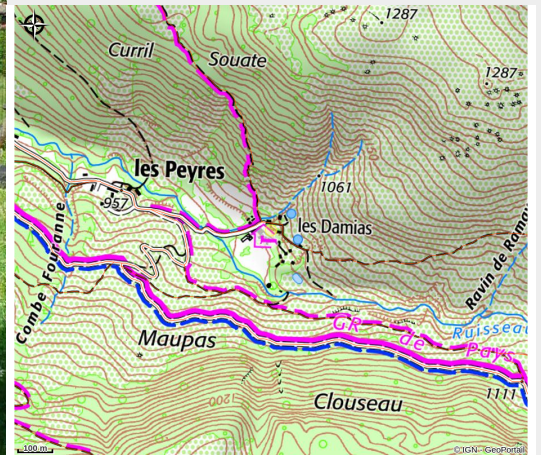 1287
Curril
Souate
1287
les Peyres
1061
957
les Damias
Combe Fouranne
Ravin de
GR de Pays
Ruisseau
Maupas
1111
1200
Clouseau
100 m
© IGN - GeoPortail